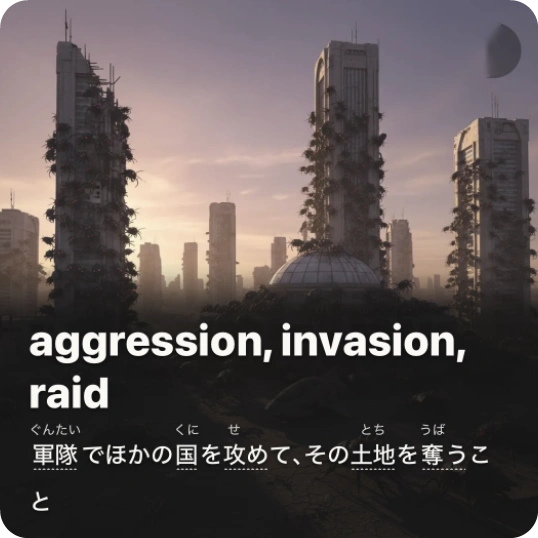 aggression, invasion,
raid
ぐんたい くに せ とち うば
軍隊でほかの国を攻めて、その土地を奪うこ
と